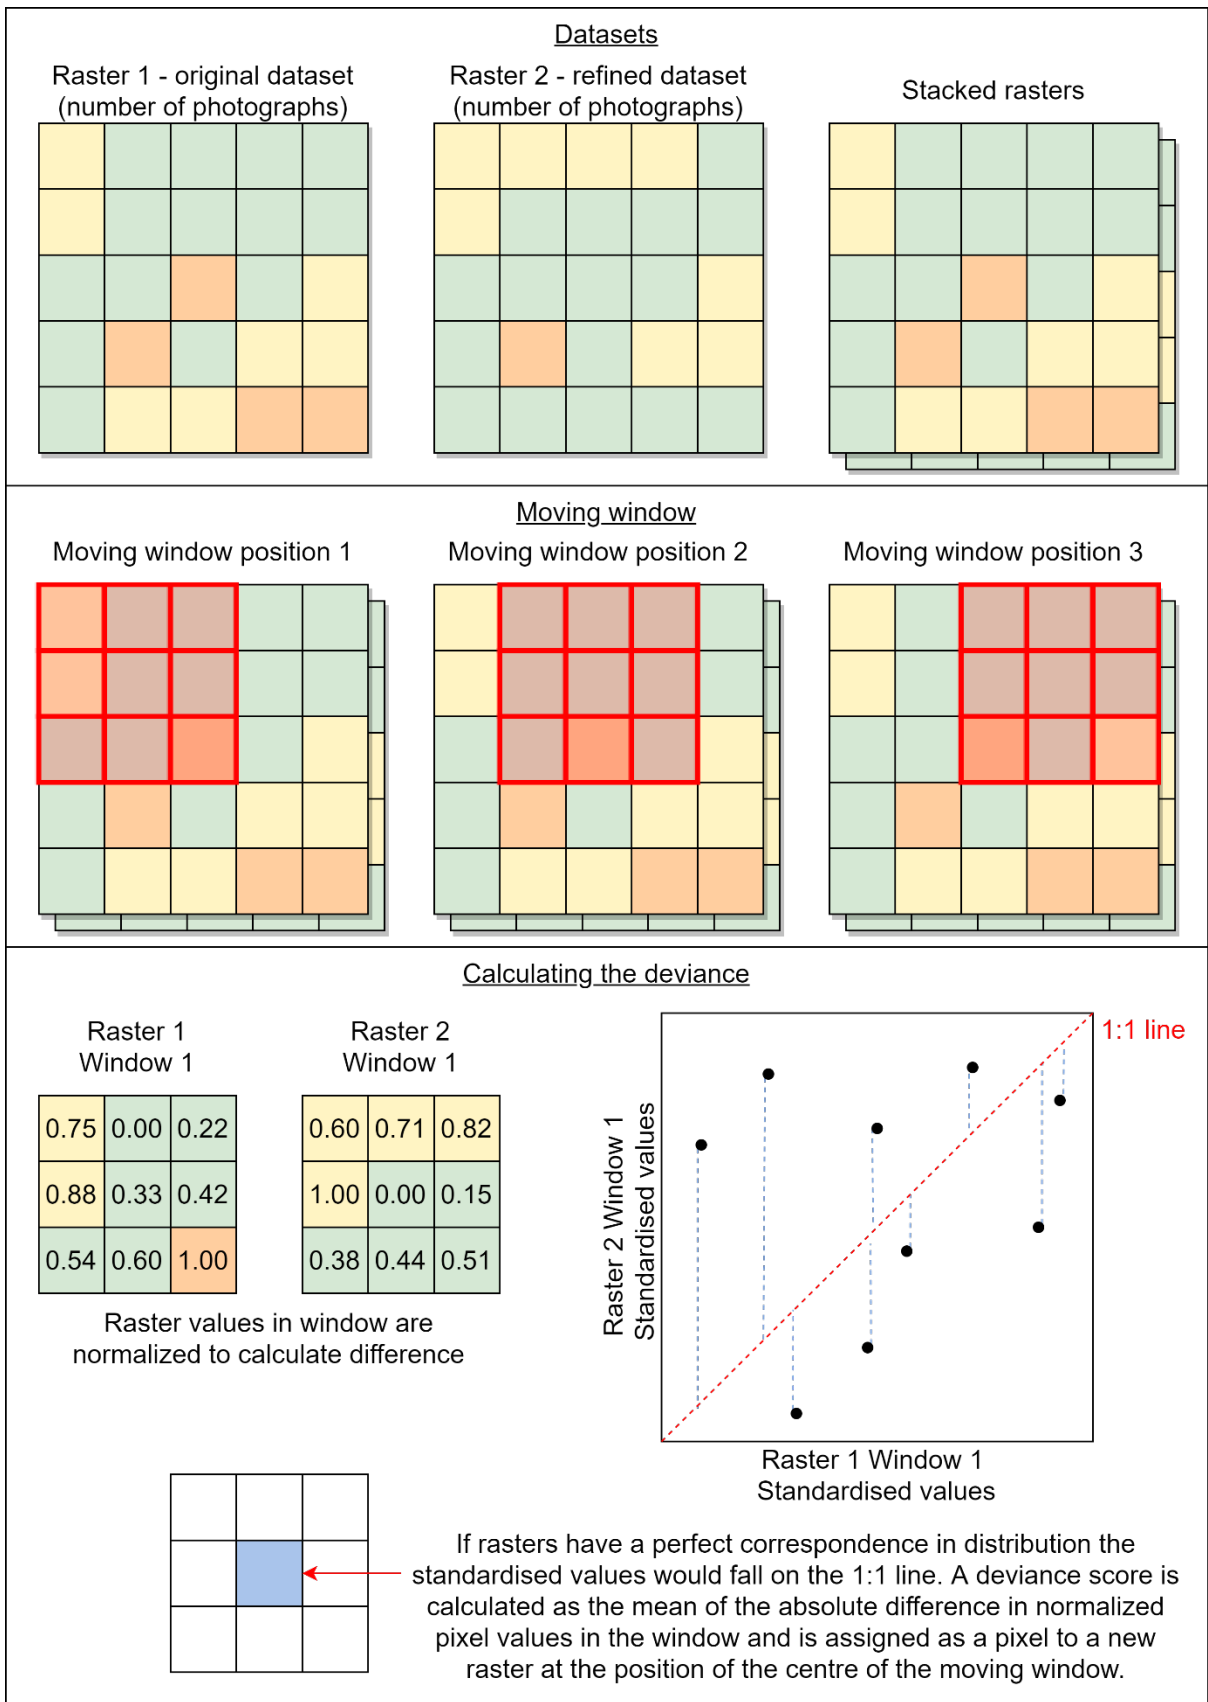 Datasets
Raster 1 - original dataset
(number of photographs)
Raster 2 - refined dataset
(number of photographs)
Stacked rasters
Moving window
Moving window position 1
Moving window position 2
Moving window position 3
Calculating the deviance
Raster 1
Window 1
0.75 0.00 0.22
0.88 0.33 0.42
0.54 0.60 1.00
Raster 2
Window 1
0.60 0.71 0.82
1.00 0.00 0.15
0.38 0.44 0.51
Raster values in window are
normalized to calculate difference
1:1 line
Raster 2 Window 1
Standardised values
Raster 1 Window 1
Standardised values
If rasters have a perfect correspondence in distribution the
standardised values would fall on the 1:1 line. A deviance score is
calculated as the mean of the absolute difference in normalized
pixel values in the window and is assigned as a pixel to a new
raster at the position of the centre of the moving window.